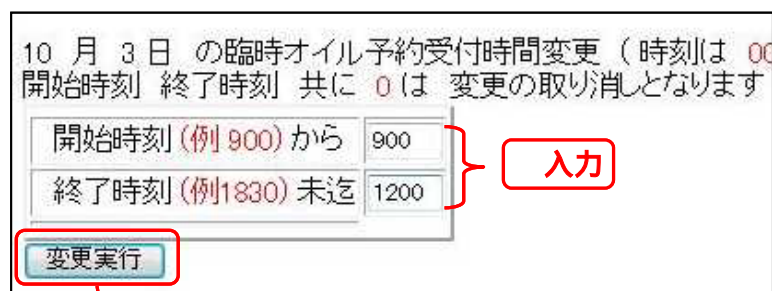 10 月 3 日 の臨時オイル予約受付時間変更 ( 時刻は 00
開始時刻 終了時刻 共に 0 は 変更の取り消しとなります
開始時刻 (例 900) から 900
終了時刻 (例1830) 未迄 1200
入力
変更実行